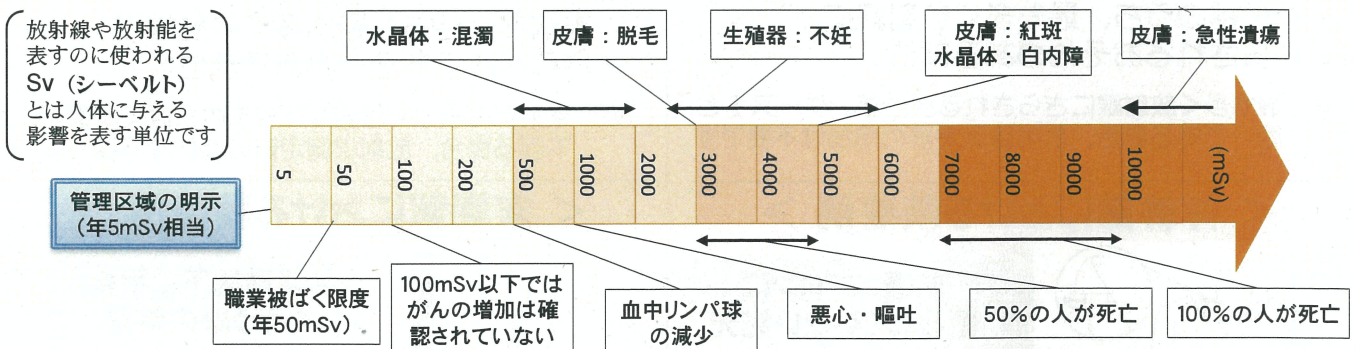 放射線や放射能を
表すのに使われる
Sv（シーベルト）
とは人体に与える
影響を表す単位です
水晶体：混濁
皮膚：脱毛
生殖器：不妊
皮膚：紅斑
水晶体：白内障
皮膚：急性潰瘍
5
50
100
200
500
1000
2000
3000
4000
5000
6000
7000
8000
9000
10000
(mSv)
管理区域の明示
（年5mSv相当）
職業被ばく限度
（年50mSv）
100mSv以下では
がんの増加は確
認されていない
血中リンパ球
の減少
悪心・嘔吐
50%の人が死亡
100%の人が死亡